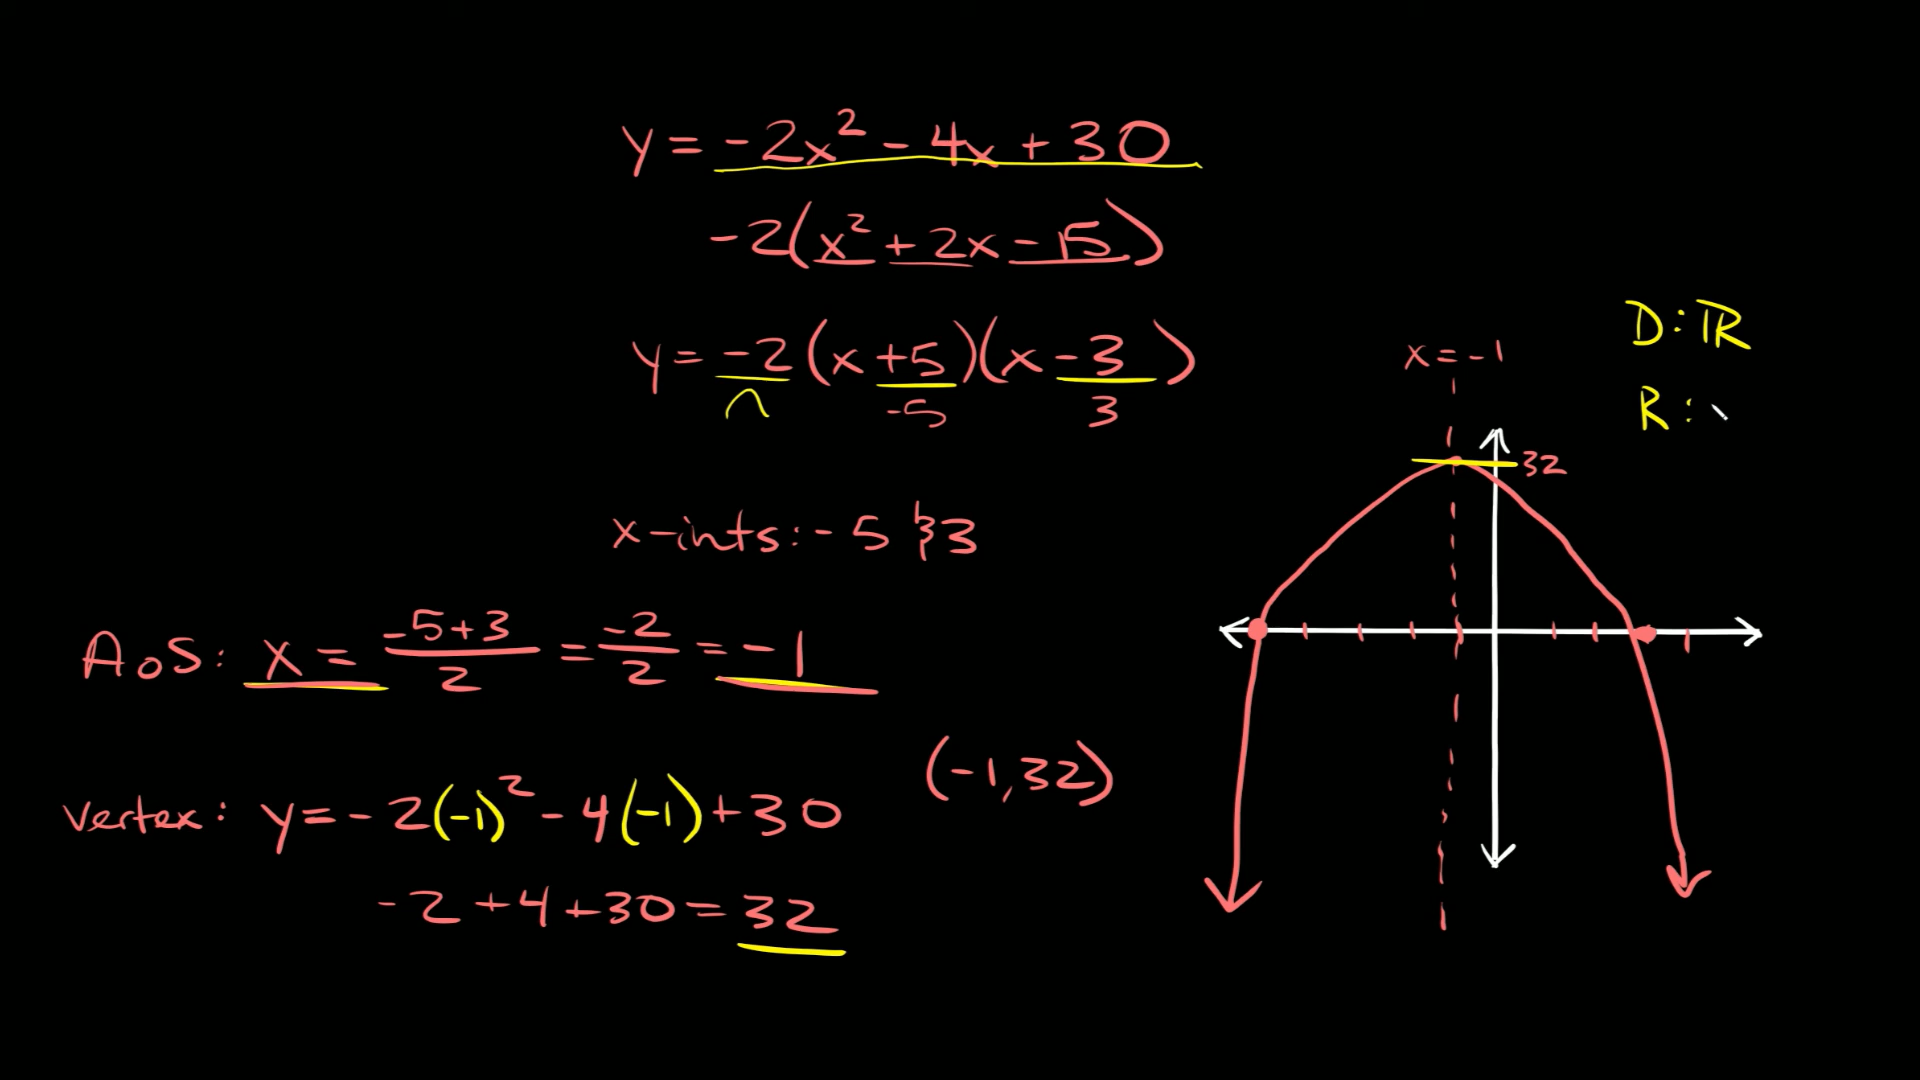 y = -2x² - 4x + 30
-2(x² + 2x - 15)
y = -2(x + 5)(x - 3)
-5 3
x-ints: -5 & 3
AoS: x = (-5+3)/2 = -2/2 = -1
vertex: y = -2(-1)² - 4(-1) + 30
-2 + 4 + 30 = 32
(-1, 32)
x = -1
32
D: ℝ
R: